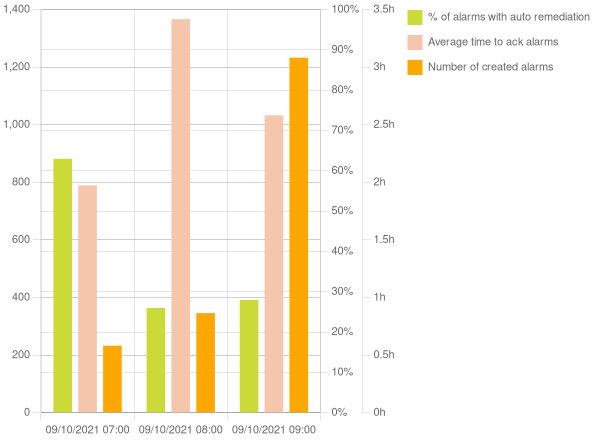 1,400
1,200
1,000
800
600
400
200
0
100%
90%
80%
70%
60%
50%
40%
30%
20%
10%
0%
3.5h
3h
2.5h
2h
1.5h
1h
0.5h
0h
% of alarms with auto remediation
Average time to ack alarms
Number of created alarms
09/10/2021 07:00
09/10/2021 08:00
09/10/2021 09:00